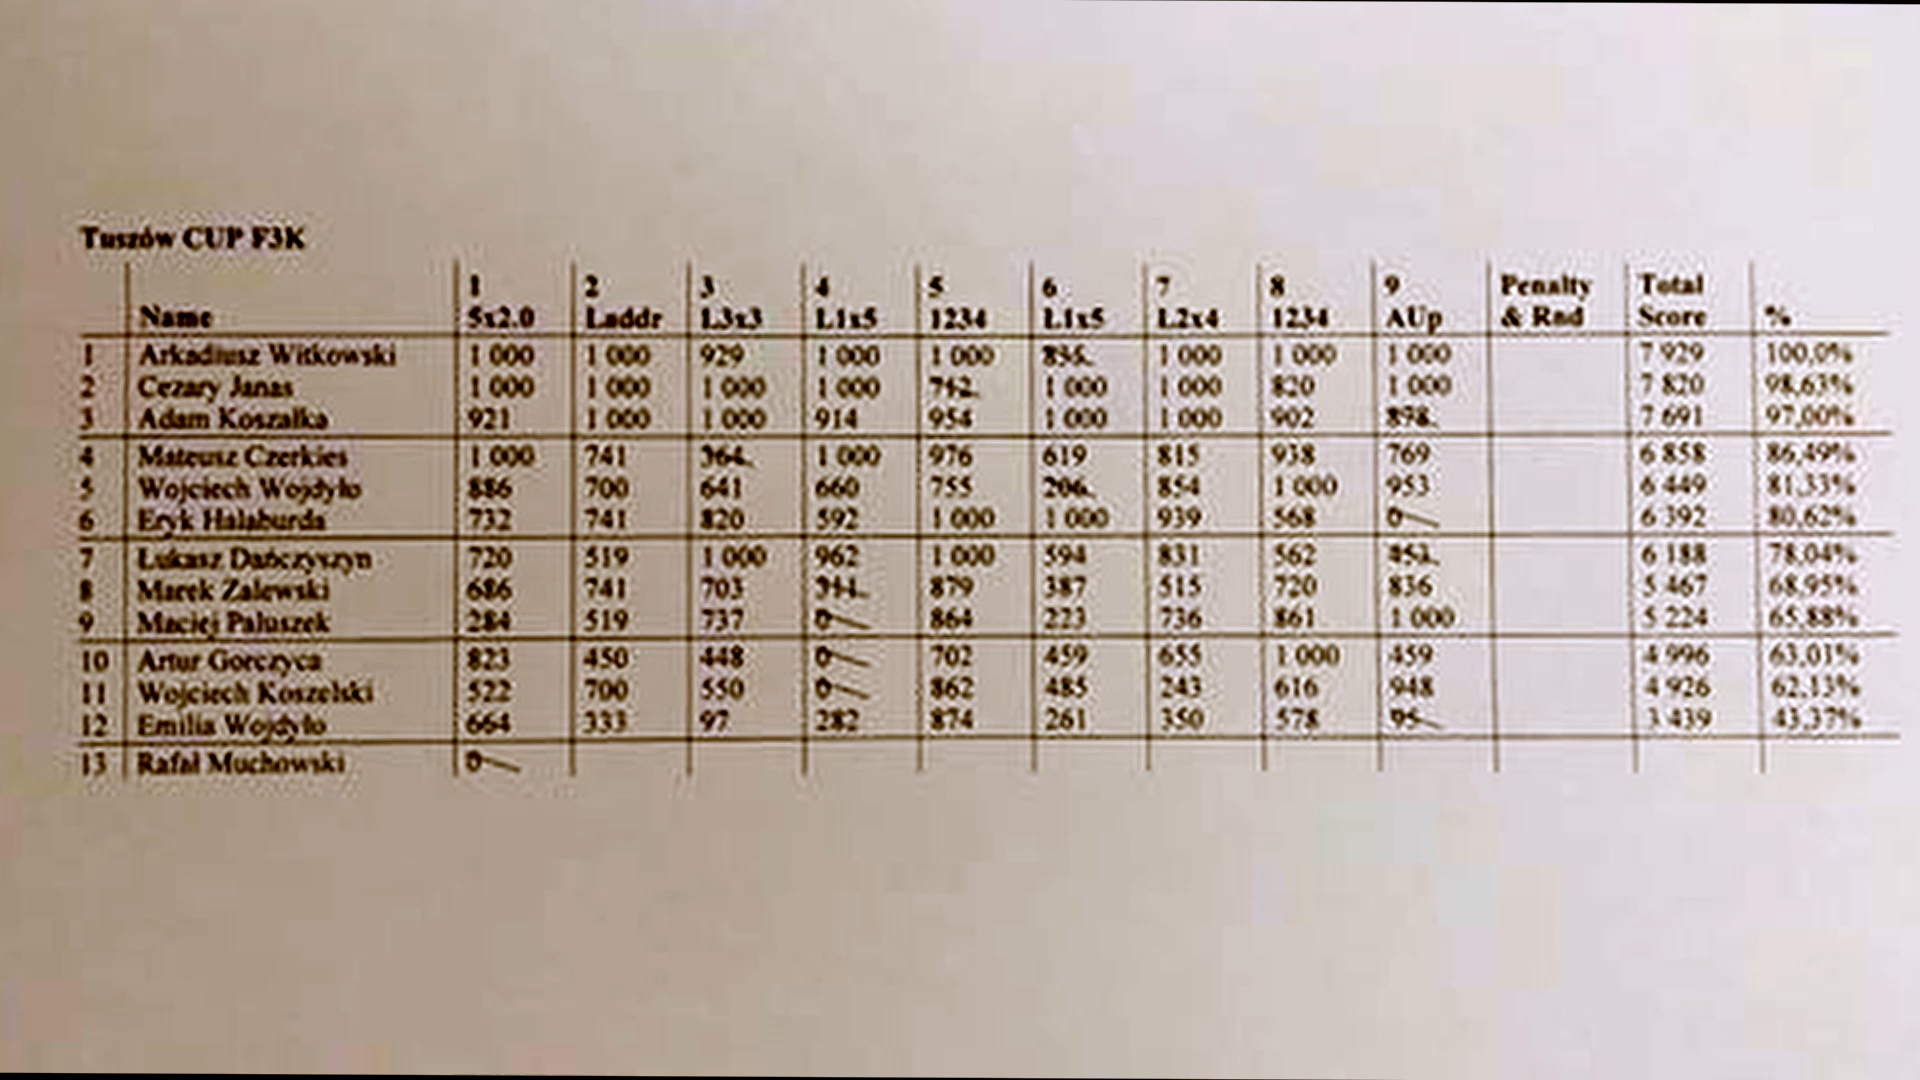 Tuszów CUP F3K
1 2 3 4 5 6 7 8 9 Penalty Total
Name 5x2.0 Laddr L3x3 L1x5 1234 L1x5 L2x4 1234 AUp & Rnd Score %
1 Arkadiusz Witkowski 1 000 1 000 929 1 000 1 000 1 000 1 000 1 000 7 929 100,0%
2 Cezary Janas 1 000 1 000 1 000 1 000 1 000 1 000 820 1 000 7 820 98,63%
3 Adam Koszałka 921 1 000 1 000 914 954 1 000 1 000 902 898 7 691 97,00%
4 Mateusz Czerkies 1 000 741 364 1 000 976 619 815 938 769 6 858 86,49%
5 Wojciech Wojdyło 886 700 641 660 755 206 854 1 000 953 6 449 81,33%
6 Eryk Halaburda 732 741 820 592 1 000 1 000 939 568 0 6 392 80,62%
7 Łukasz Dańczyszyn 720 519 1 000 962 1 000 594 831 562 6 188 78,04%
8 Marek Zalewski 686 741 703 879 387 515 720 836 5 467 68,95%
9 Maciej Paluszek 284 519 737 0 864 223 736 861 1 000 5 224 65,88%
10 Artur Gorczyca 823 450 448 0 702 459 655 1 000 459 4 996 63,01%
11 Wojciech Koszelski 522 700 550 0 862 485 243 616 948 4 926 62,13%
12 Emilia Wojdyło 664 333 97 282 874 261 350 578 95 3 439 43,37%
13 Rafał Muchowski 0